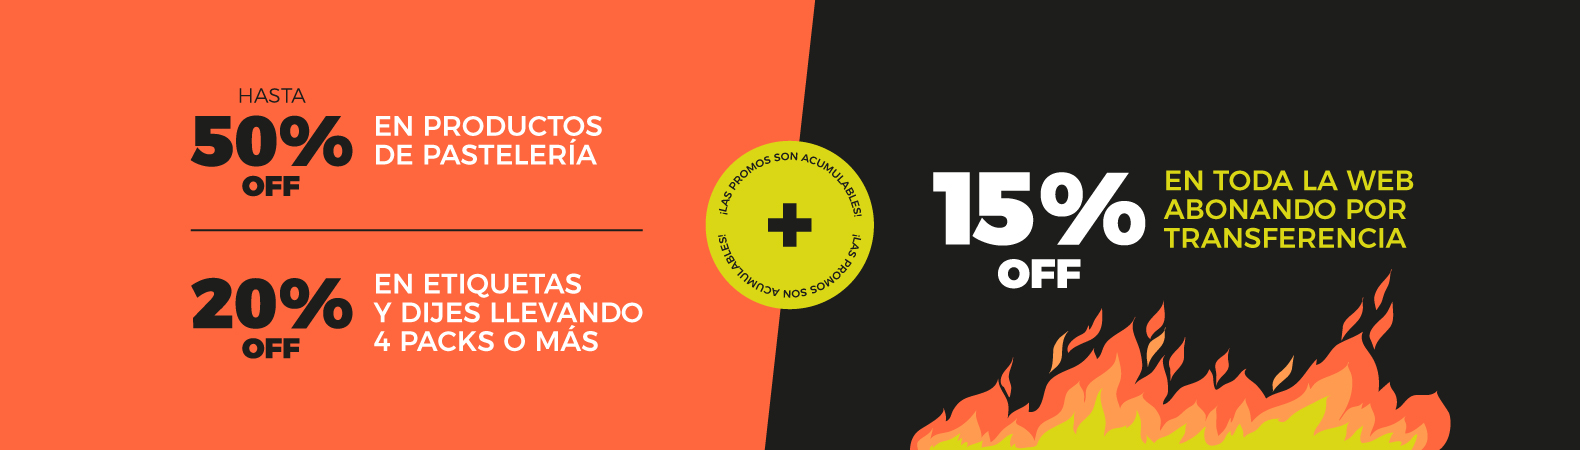 HASTA
50%
OFF
EN PRODUCTOS
DE PASTELERÍA
20%
OFF
EN ETIQUETAS
Y DIJES LLEVANDO
4 PACKS O MÁS
¡LAS PROMOS SON ACUMULABLES!
+
¡LAS PROMOS SON ACUMULABLES!
15%
OFF
EN TODA LA WEB
ABONANDO POR
TRANSFERENCIA